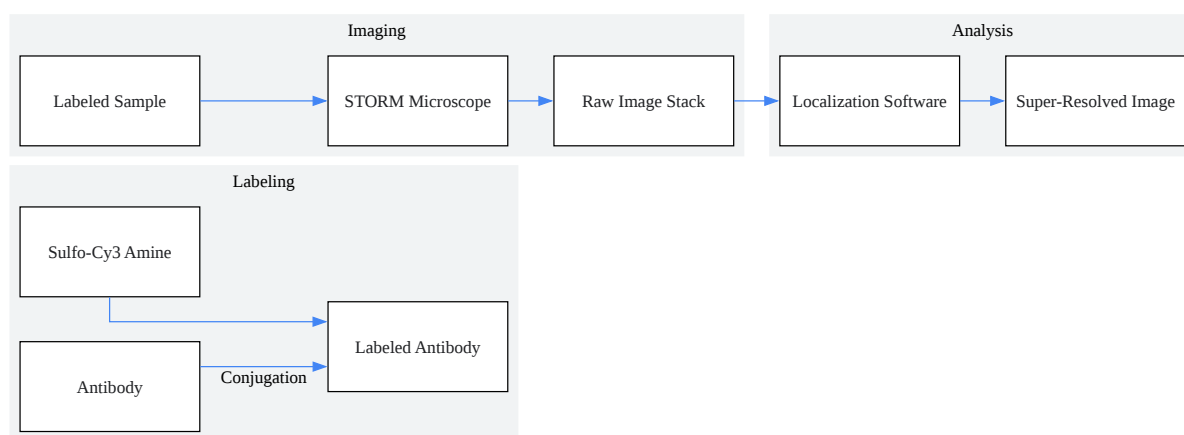 Imaging
Analysis
Labeled Sample
STORM Microscope
Raw Image Stack
Localization Software
Super-Resolved Image
Labeling
Sulfo-Cy3 Amine
Labeled Antibody
Antibody
Conjugation